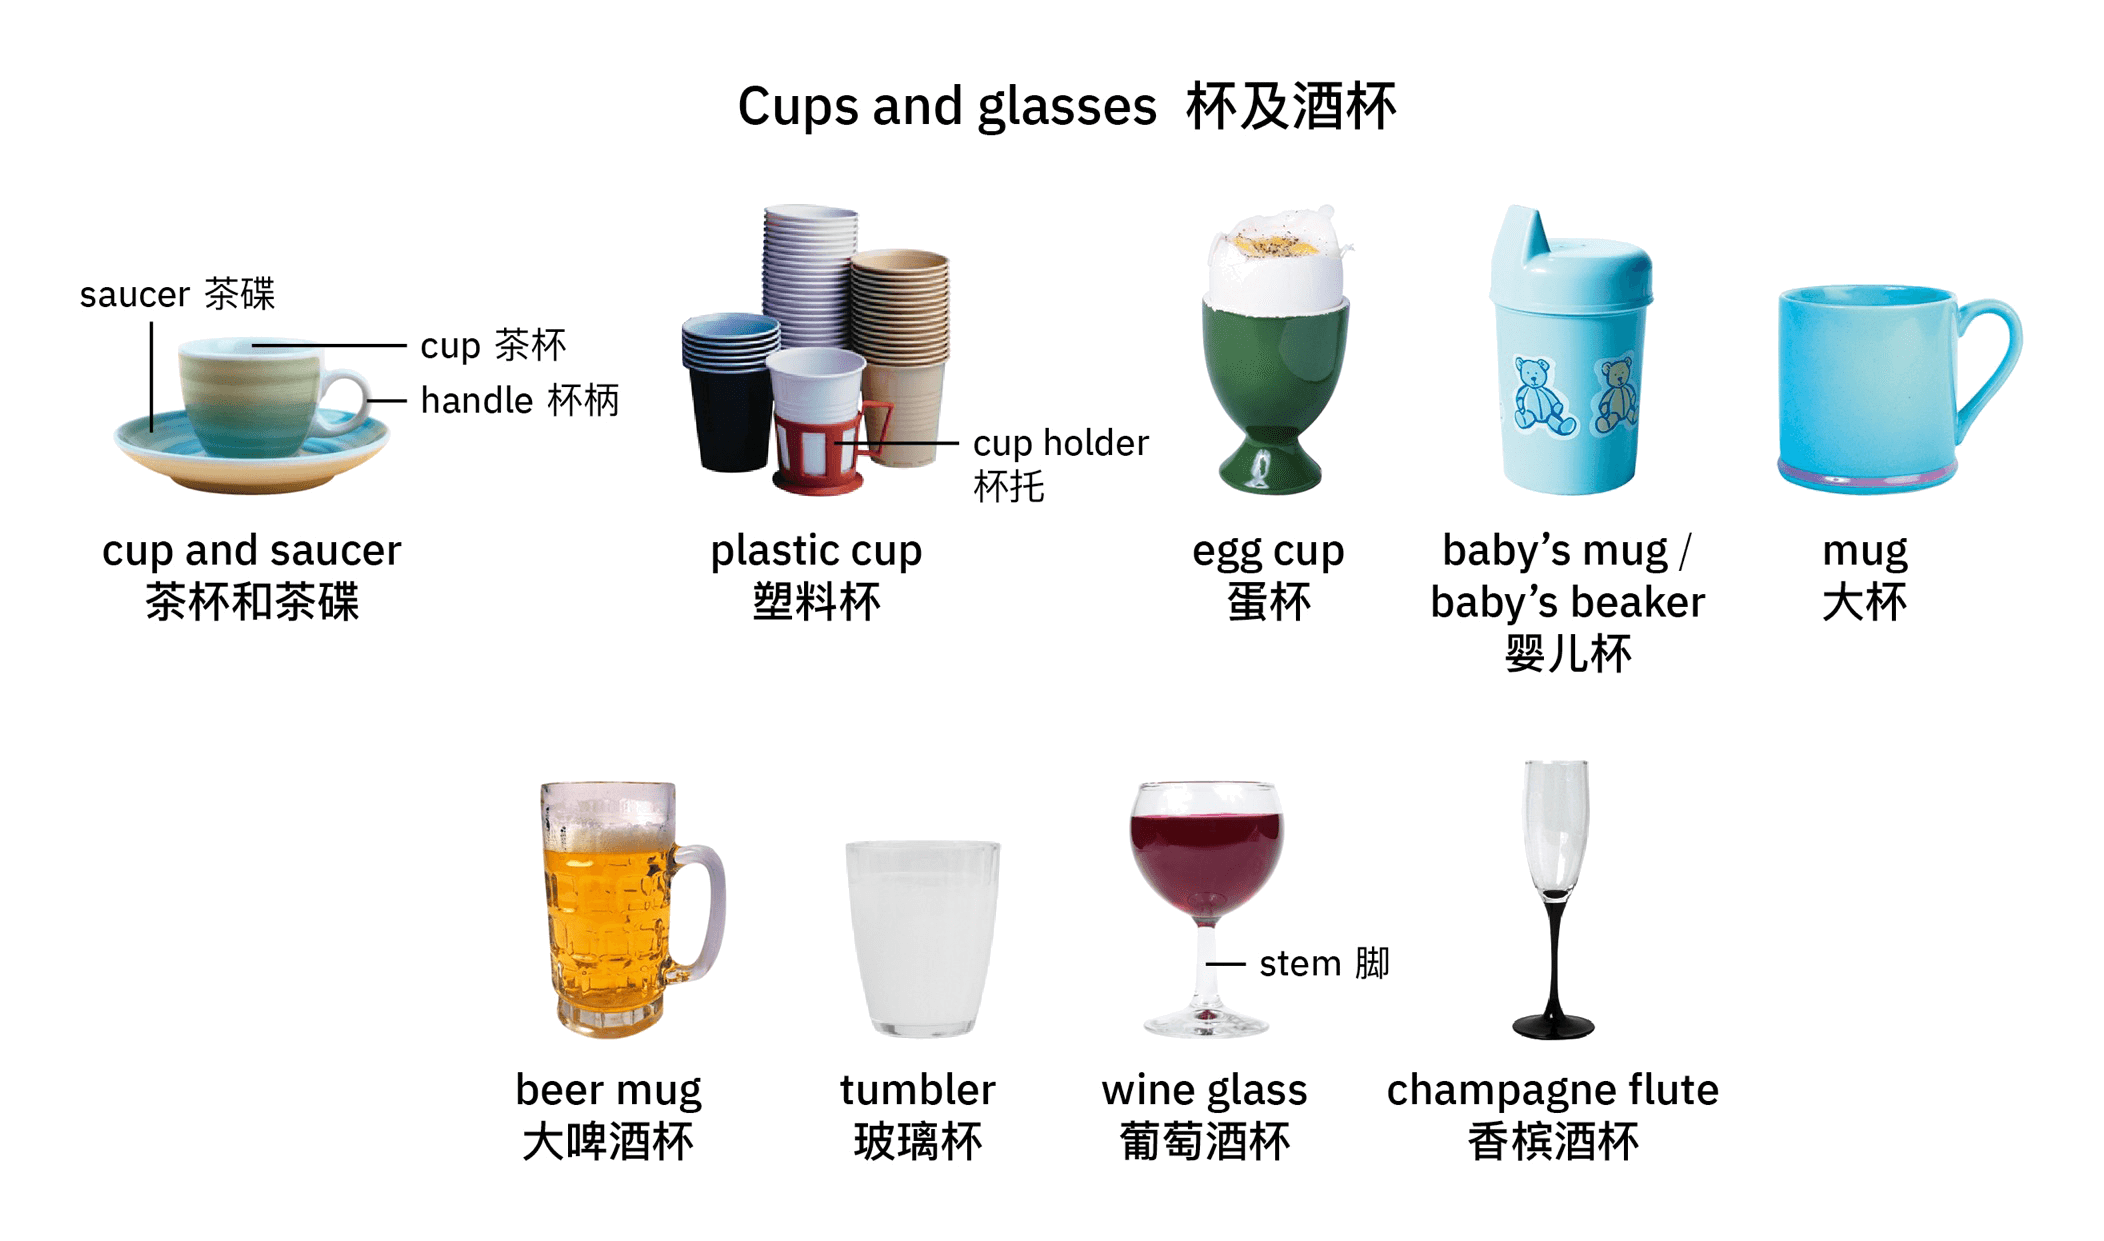 Cups and glasses 杯及酒杯
saucer 茶碟
cup 茶杯
handle 杯柄
cup holder
杯托
cup and saucer
茶杯和茶碟
plastic cup
塑料杯
egg cup
蛋杯
baby’s mug /
baby’s beaker
婴儿杯
mug
大杯
stem 脚
beer mug
大啤酒杯
tumbler
玻璃杯
wine glass
葡萄酒杯
champagne flute
香槟酒杯